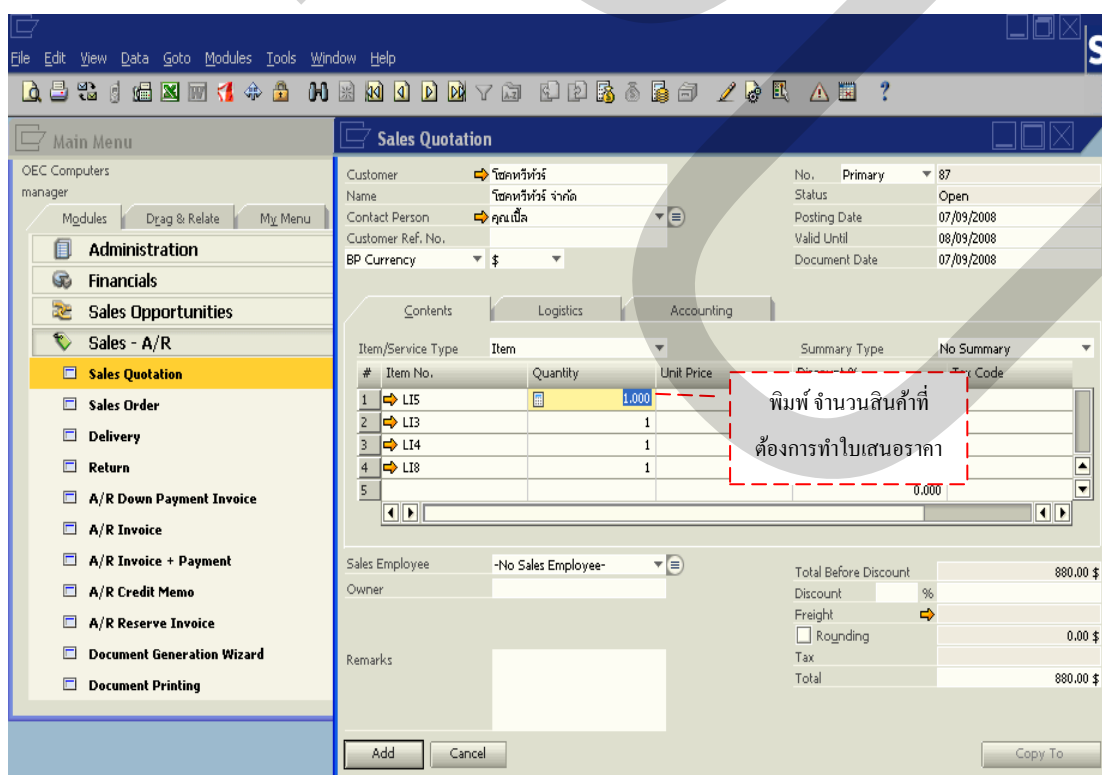 File Edit View Data Goto Modules Tools Window Help
Main Menu
OEC Computers
manager
Modules Drag & Relate My Menu
Administration
Financials
Sales Opportunities
Sales - A/R
Sales Quotation
Sales Order
Delivery
Return
A/R Down Payment Invoice
A/R Invoice
A/R Invoice + Payment
A/R Credit Memo
A/R Reserve Invoice
Document Generation Wizard
Document Printing
Sales Quotation
Customer โชคทวีทัวร์
Name โชคทวีทัวร์ จำกัด
Contact Person คุณเปิ้ล
Customer Ref. No.
BP Currency $
No. Primary 87
Status Open
Posting Date 07/09/2008
Valid Until 08/09/2008
Document Date 07/09/2008
Contents Logistics Accounting
Item/Service Type Item Summary Type No Summary
# Item No. Quantity Unit Price Discount % Tax Code
1 LI5 1.000
2 LI3 1
3 LI4 1
4 LI8 1
5 0.000
พิมพ์ จำนวนสินค้าที่
ต้องการทำใบเสนอราคา
Sales Employee -No Sales Employee-
Owner
Remarks
Total Before Discount 880.00 $
Discount %
Freight
Rounding 0.00 $
Tax
Total 880.00 $
Add Cancel Copy To